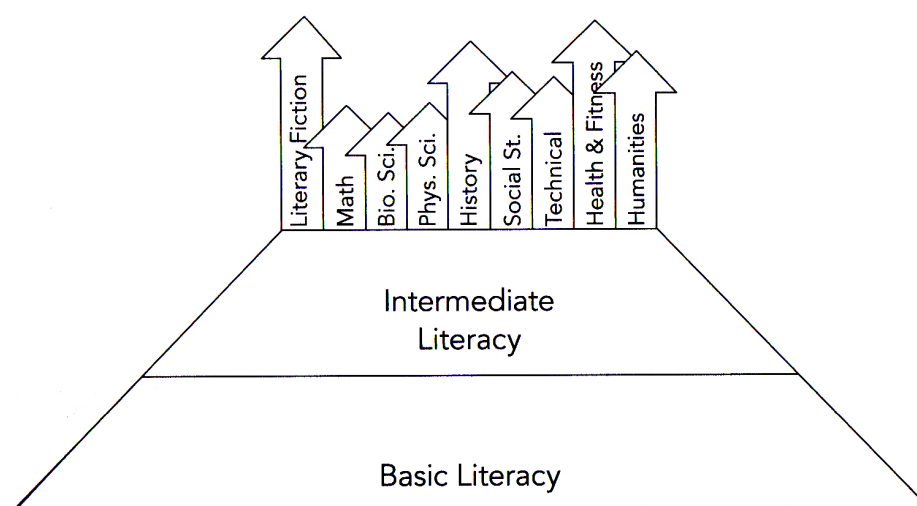 Literary Fiction
Math
Bio. Sci.
Phys. Sci.
History
Social St.
Technical
Health & Fitness
Humanities
Intermediate
Literacy
Basic Literacy